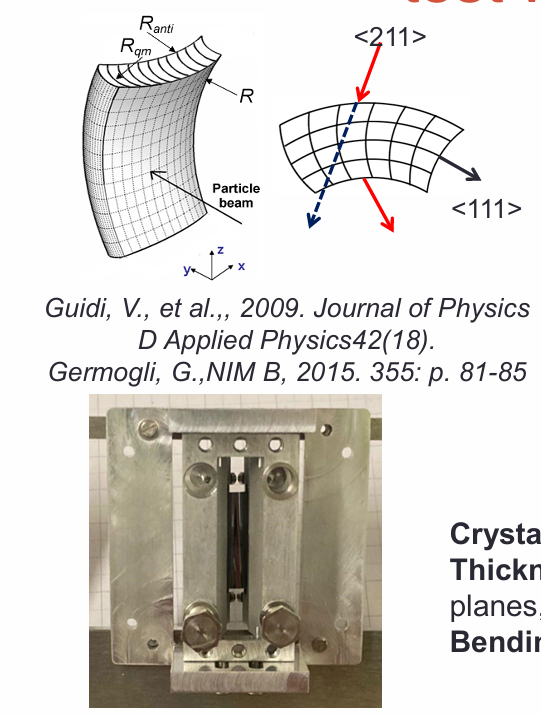 R_anti
R_qm
R
<211>
Particle
beam
<111>
z
y
x
Guidi, V., et al.,, 2009. Journal of Physics
D Applied Physics42(18).
Germogli, G.,NIM B, 2015. 355: p. 81-85
Crysta
Thickn
planes,
Bendin